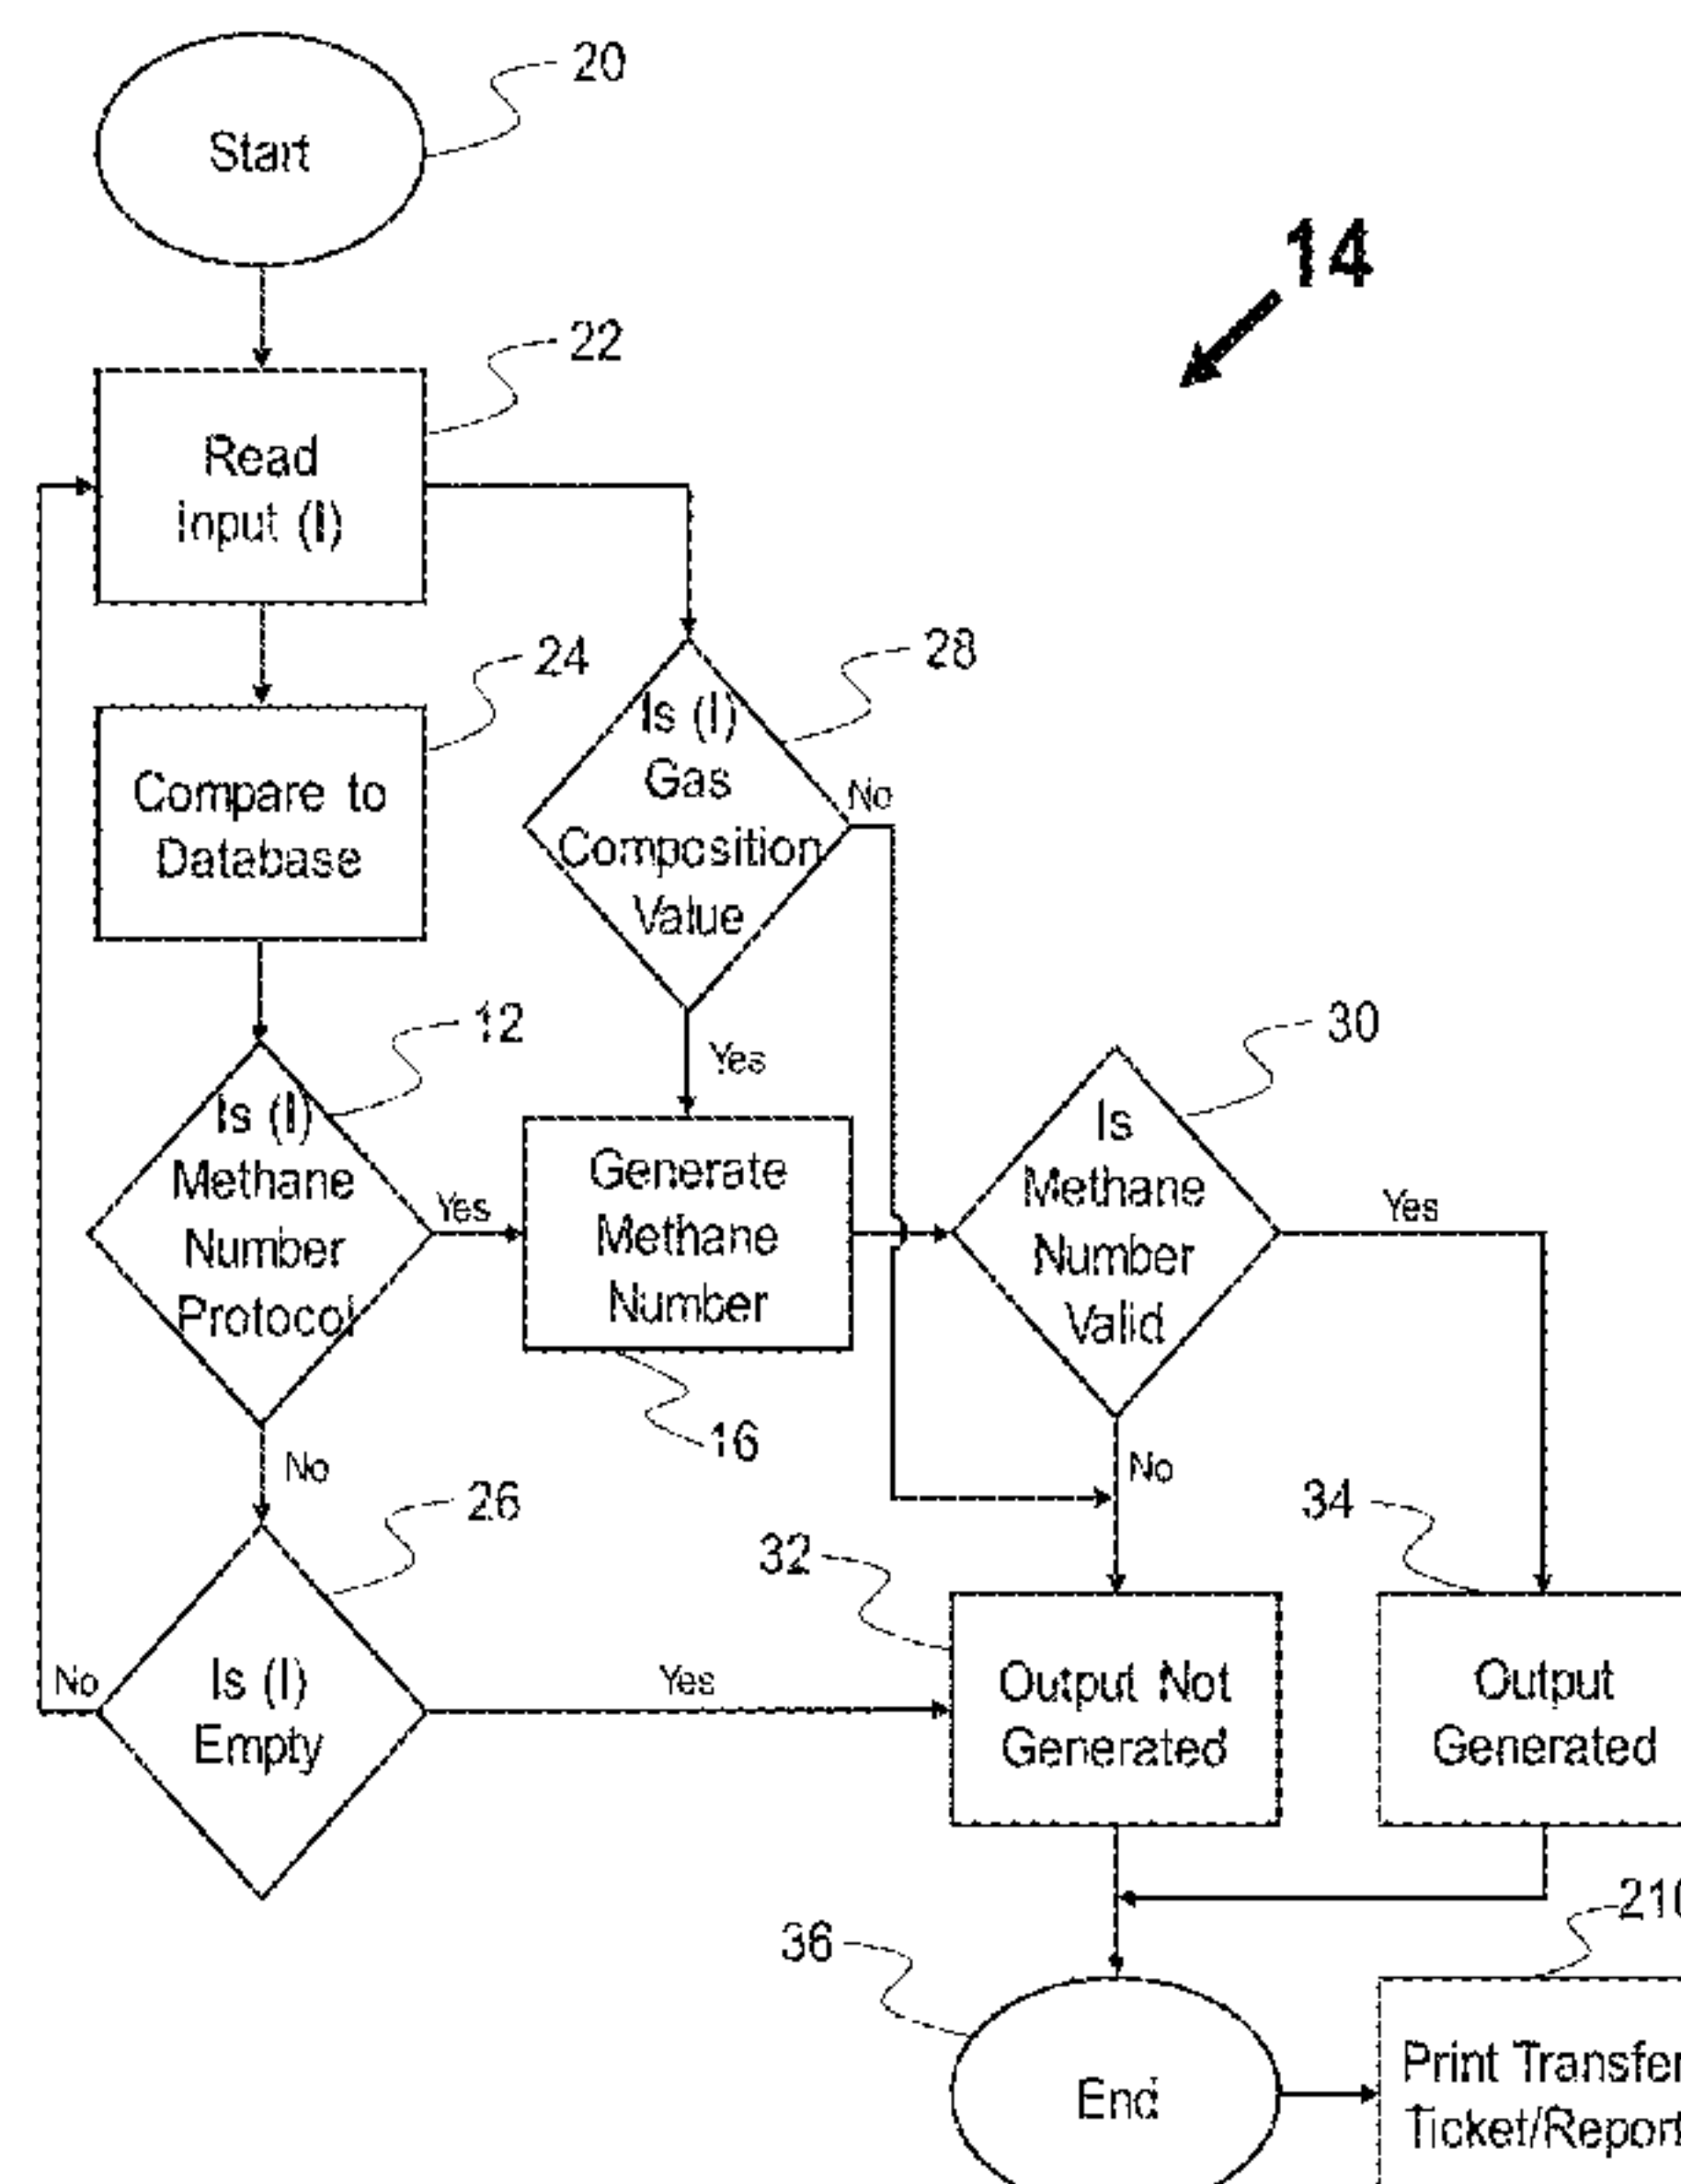 Start
20
14
Read
Input (I)
22
Compare to
Database
24
Is (I)
Gas
Composition
Value
28
No
Yes
Is (I)
Methane
Number
Protocol
12
Yes
No
Generate
Methane
Number
16
Is
Methane
Number
Valid
30
Yes
No
Is (I)
Empty
26
No
Yes
Output Not
Generated
32
Output
Generated
34
End
36
Print Transfer
Ticket/Report
210